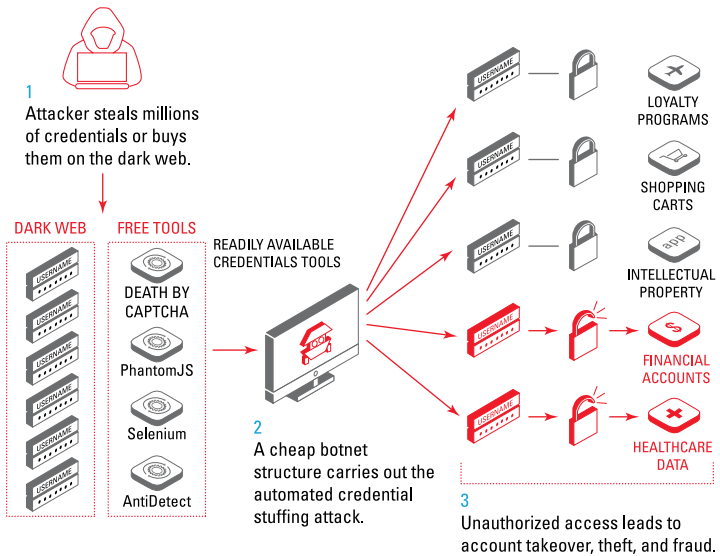 1
Attacker steals millions
of credentials or buys
them on the dark web.
DARK WEB
USERNAME
USERNAME
USERNAME
USERNAME
USERNAME
USERNAME
FREE TOOLS
DEATH BY
CAPTCHA
PhantomJS
Selenium
AntiDetect
READILY AVAILABLE
CREDENTIALS TOOLS
2
A cheap botnet
structure carries out the
automated credential
stuffing attack.
USERNAME
LOYALTY
PROGRAMS
USERNAME
SHOPPING
CARTS
USERNAME
app
INTELLECTUAL
PROPERTY
USERNAME
$
FINANCIAL
ACCOUNTS
USERNAME
HEALTHCARE
DATA
3
Unauthorized access leads to
account takeover, theft, and fraud.